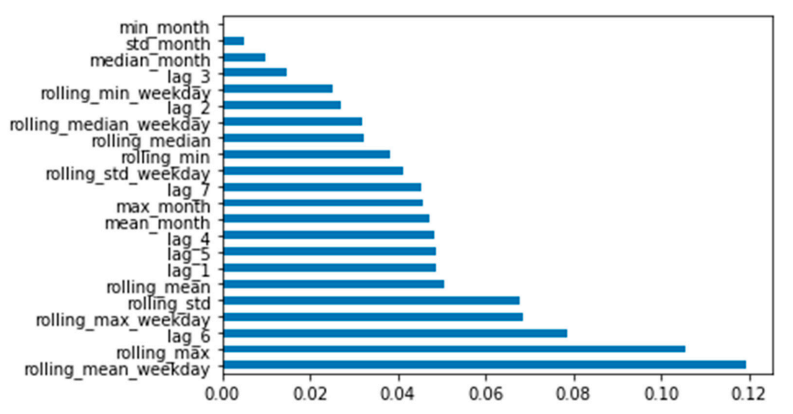 min_month
std_month
median_month
lag_3
rolling_min_weekday
lag_2
rolling_median_weekday
rolling_median
rolling_min
rolling_std_weekday
lag_7
max_month
mean_month
lag_4
lag_5
lag_1
rolling_mean
rolling_std
rolling_max_weekday
lag_6
rolling_max
rolling_mean_weekday
0.00 0.02 0.04 0.06 0.08 0.10 0.12